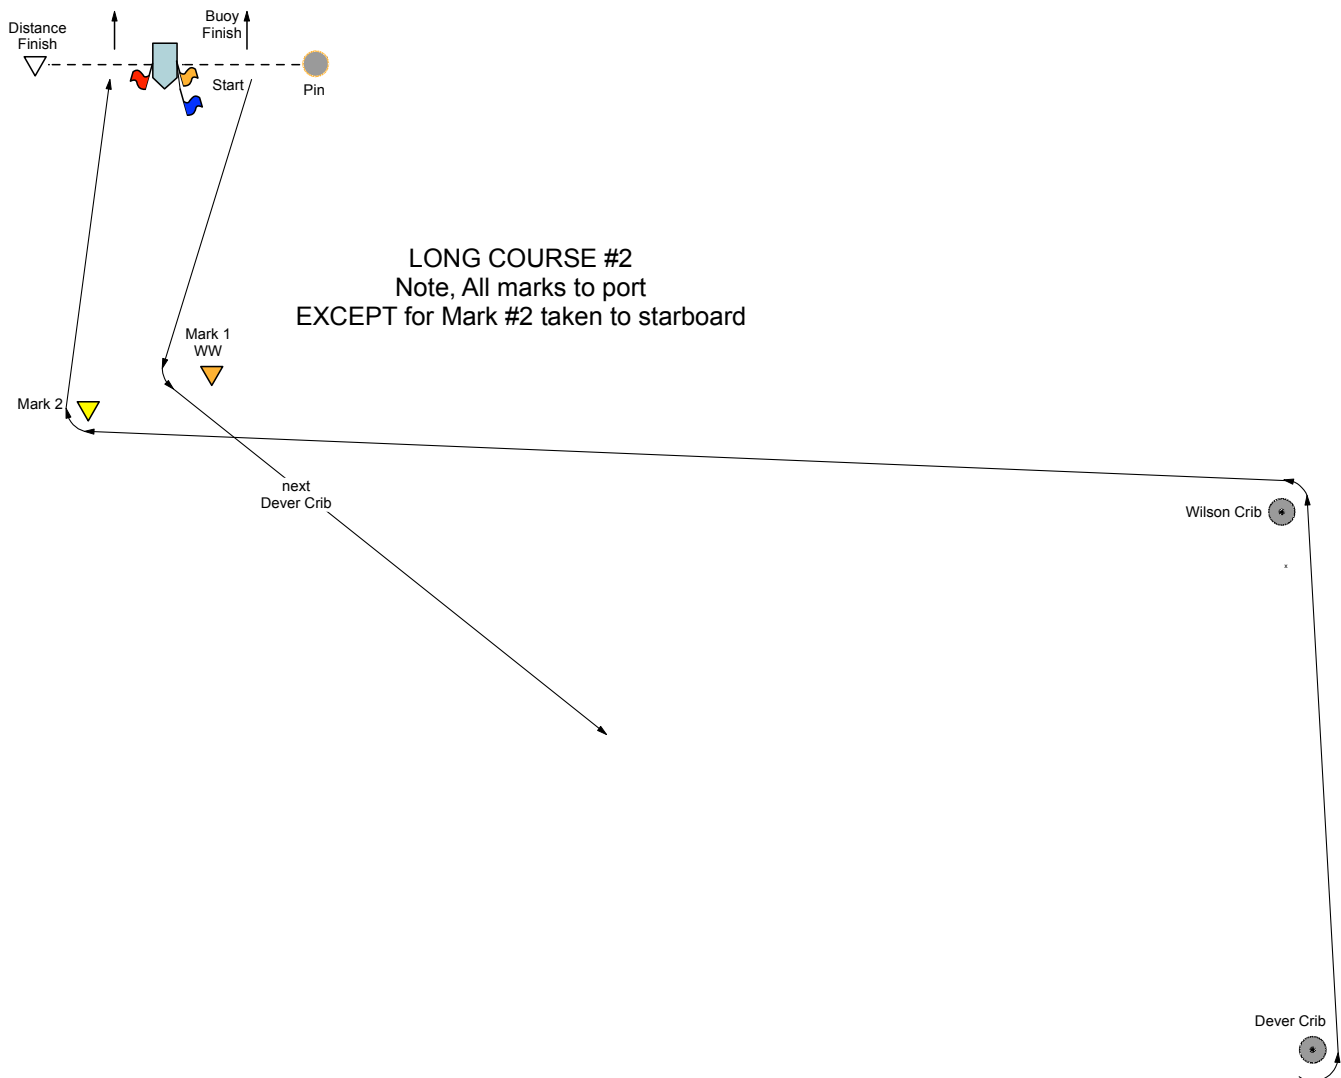 Distance
Finish
Buoy
Finish
Start
Pin
LONG COURSE #2
Note, All marks to port
EXCEPT for Mark #2 taken to starboard
Mark 1
WW
Mark 2
next
Dever Crib
Wilson Crib
x
Dever Crib